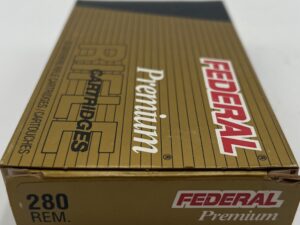 FEDERAL®
Premium®
RIFLE
CARTRIDGES
280
REM.
FEDERAL
Premium